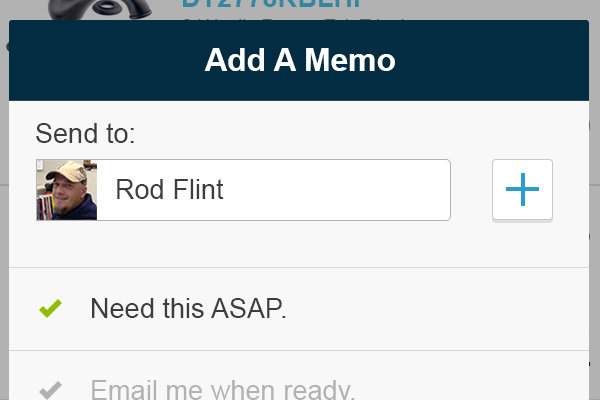 Add A Memo
Send to:
Rod Flint
Need this ASAP.
Email me when ready.